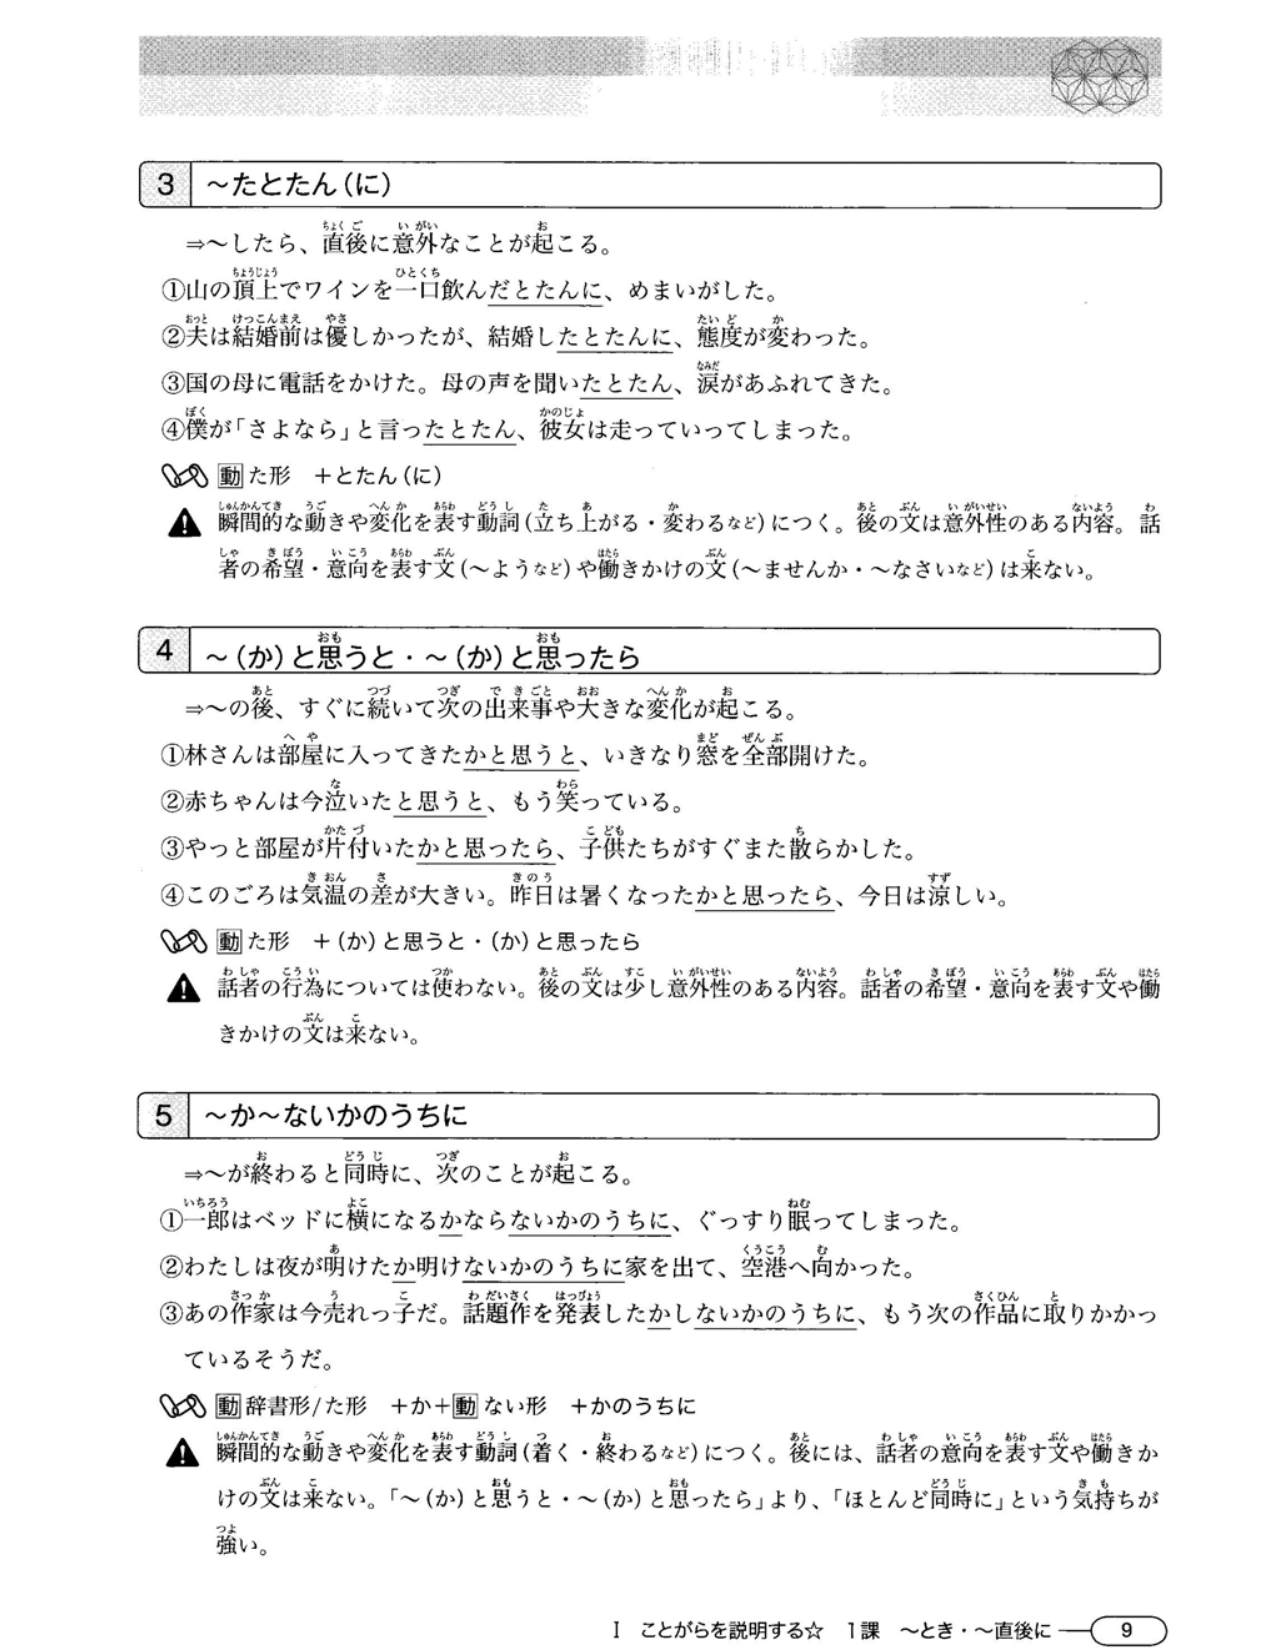 3 ～たとたん(に)
⇒～したら、直後に意外なことが起こる。
①山の頂上でワインを一口飲んだとたんに、めまいがした。
②夫は結婚前は優しかったが、結婚したとたんに、態度が変わった。
③国の母に電話をかけた。母の声を聞いたとたん、涙があふれてきた。
④僕が「さよなら」と言ったとたん、彼女は走っていってしまった。
動た形 ＋とたん(に)
瞬間的な動きや変化を表す動詞(立ち上がる・変わるなど)につく。後の文は意外性のある内容。話
者の希望・意向を表す文(～ようなど)や働きかけの文(～ませんか・～なさいなど)は来ない。
4 ～(か)と思うと・～(か)と思ったら
⇒～の後、すぐに続いて次の出来事や大きな変化が起こる。
①林さんは部屋に入ってきたかと思うと、いきなり窓を全部開けた。
②赤ちゃんは今泣いたと思うと、もう笑っている。
③やっと部屋が片付いたかと思ったら、子供たちがすぐまた散らかした。
④このごろは気温の差が大きい。昨日は暑くなったかと思ったら、今日は涼しい。
動た形 ＋(か)と思うと・(か)と思ったら
話者の行為については使わない。後の文は少し意外性のある内容。話者の希望・意向を表す文や働
きかけの文は来ない。
5 ～か～ないかのうちに
⇒～が終わると同時に、次のことが起こる。
①一郎はベッドに横になるかならないかのうちに、ぐっすり眠ってしまった。
②わたしは夜が明けたか明けないかのうちに家を出て、空港へ向かった。
③あの作家は今売れっ子だ。話題作を発表したかしないかのうちに、もう次の作品に取りかかっ
ているそうだ。
動辞書形/た形 ＋か＋動ない形 ＋かのうちに
瞬間的な動きや変化を表す動詞(着く・終わるなど)につく。後には、話者の意向を表す文や働きか
けの文は来ない。「～(か)と思うと・～(か)と思ったら」より、「ほとんど同時に」という気持ちが
強い。
Ⅰ ことがらを説明する☆ 1課 ～とき・～直後に 9